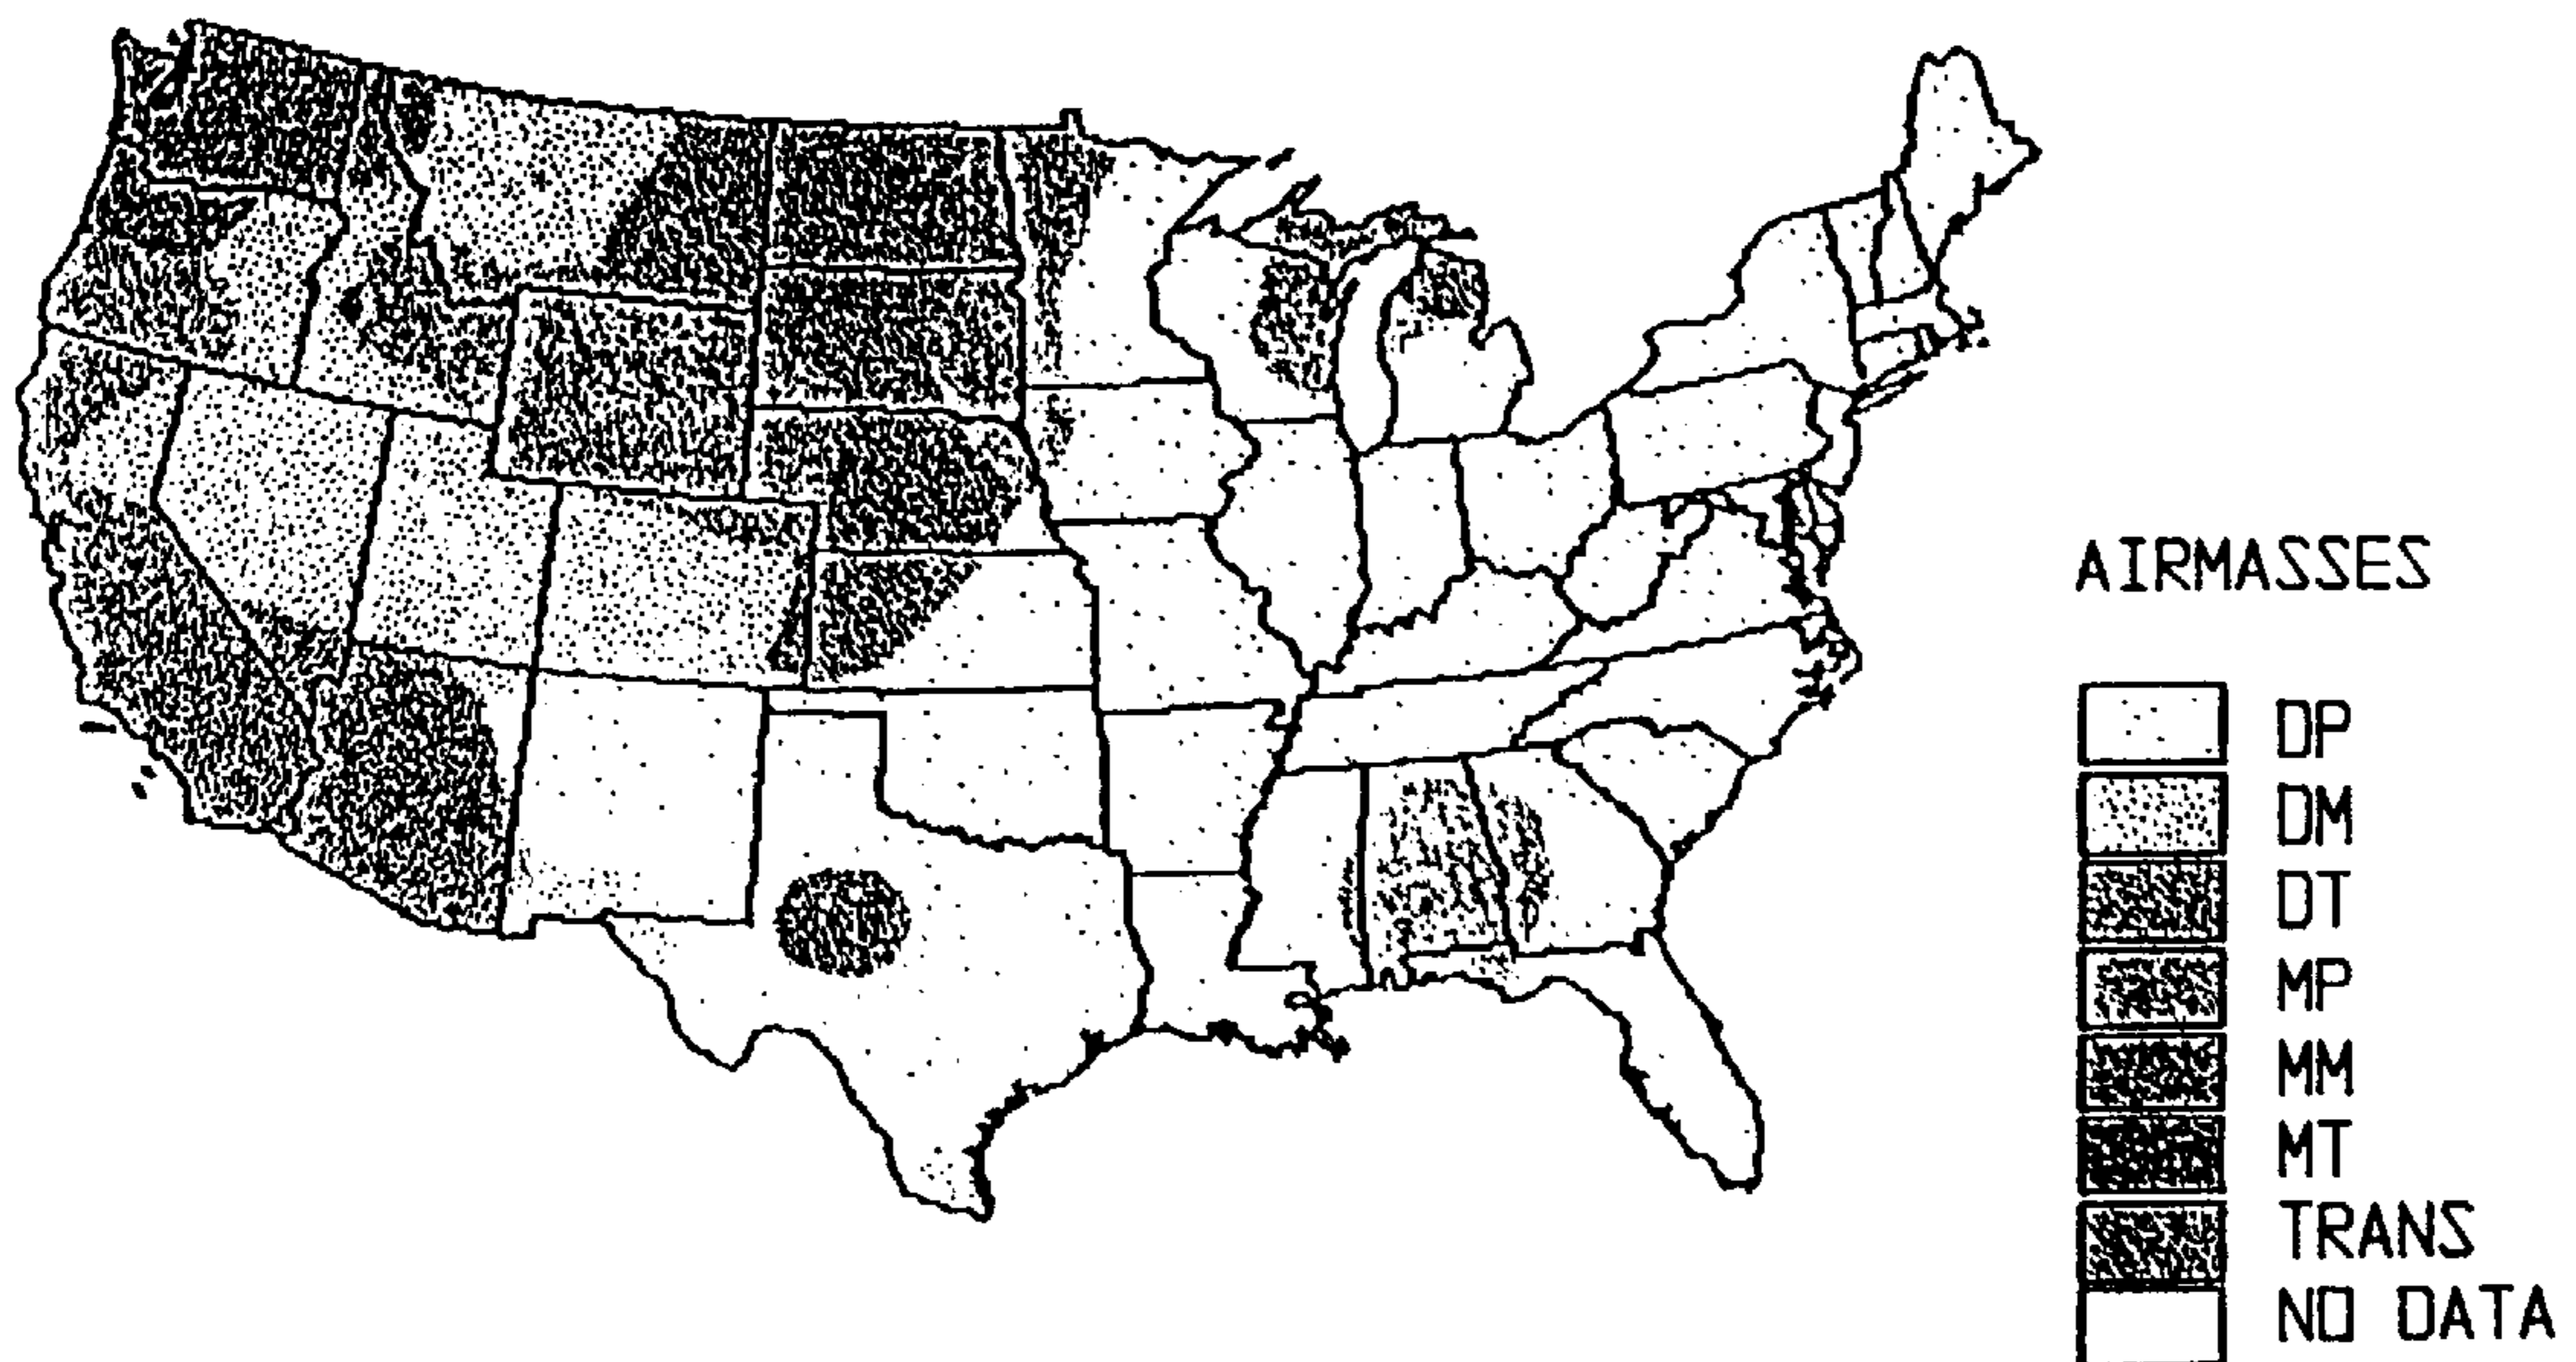 AIRMASSES
DP
DM
DT
MP
MM
MT
TRANS
NO DATA